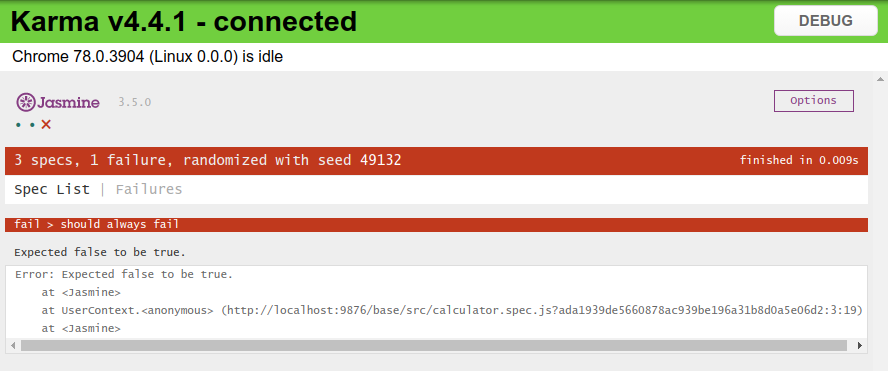 Karma v4.4.1 - connected
DEBUG
Chrome 78.0.3904 (Linux 0.0.0) is idle
Jasmine 3.5.0
Options
• • ×
3 specs, 1 failure, randomized with seed 49132
finished in 0.009s
Spec List | Failures
fail > should always fail
Expected false to be true.
Error: Expected false to be true.
at <Jasmine>
at UserContext.<anonymous> (http://localhost:9876/base/src/calculator.spec.js?ada1939de5660878ac939be196a31b8d0a5e06d2:3:19)
at <Jasmine>